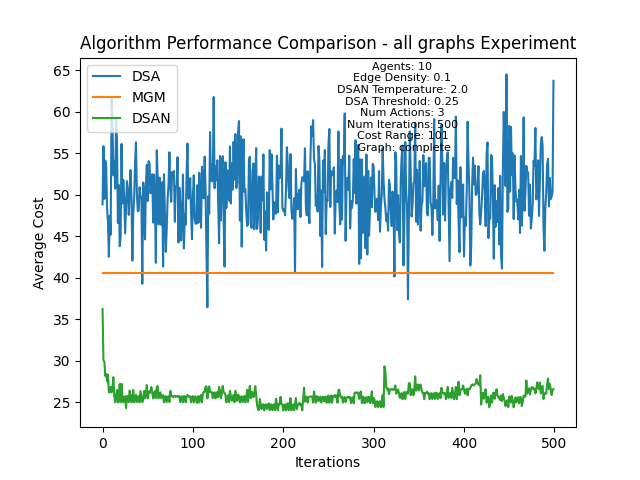 Algorithm Performance Comparison - all graphs Experiment
DSA
MGM
DSAN
Agents: 10
Edge Density: 0.1
DSAN Temperature: 2.0
DSA Threshold: 0.25
Num Actions: 3
Num Iterations: 500
Cost Range: 101
Graph: complete
65
60
55
50
45
40
35
30
25
Average Cost
0
100
200
300
400
500
Iterations